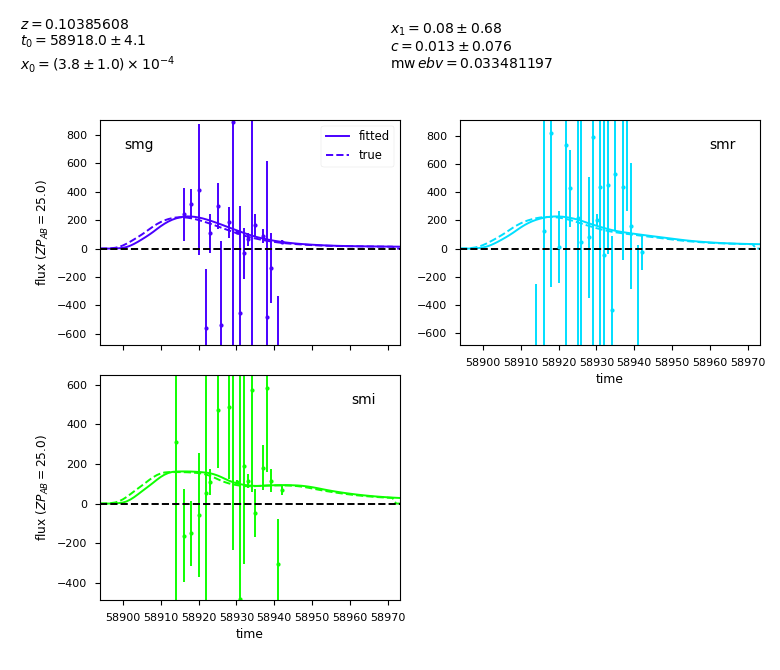 z = 0.10385608
t₀ = 58918.0 ± 4.1
x₀ = (3.8 ± 1.0) × 10⁻⁴
x₁ = 0.08 ± 0.68
c = 0.013 ± 0.076
mw ebv = 0.033481197
smg
fitted
true
800
600
400
200
0
−200
−400
−600
flux (ZP_AB = 25.0)
smr
800
600
400
200
0
−200
−400
−600
58900 58910 58920 58930 58940 58950 58960 58970
time
smi
600
400
200
0
−200
−400
flux (ZP_AB = 25.0)
58900 58910 58920 58930 58940 58950 58960 58970
time